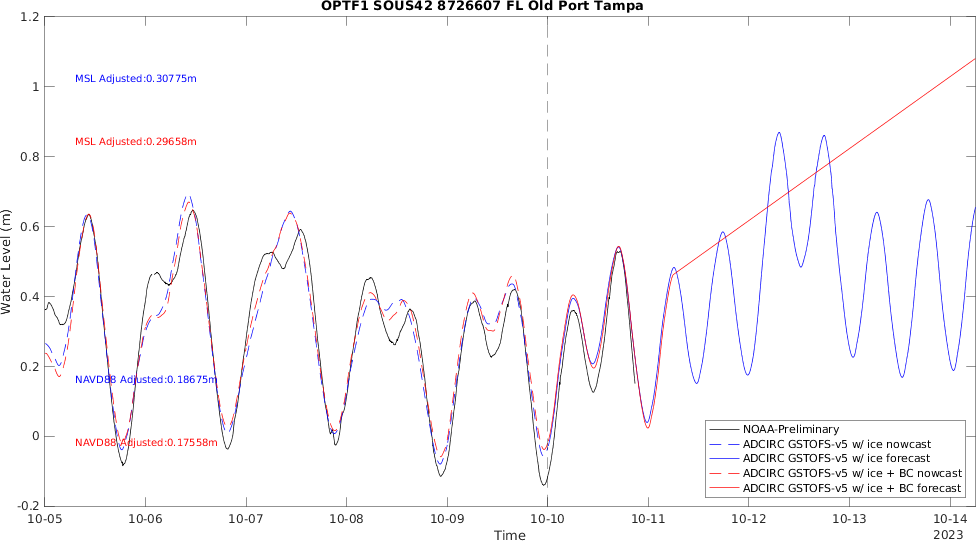 OPTF1 SOUS42 8726607 FL Old Port Tampa
1.2
1
0.8
0.6
0.4
0.2
0
-0.2
Water Level (m)
MSL Adjusted:0.30775m
MSL Adjusted:0.29658m
NAVD88 Adjusted:0.18675m
NAVD88 Adjusted:0.17558m
NOAA-Preliminary
ADCIRC GSTOFS-v5 w/ ice nowcast
ADCIRC GSTOFS-v5 w/ ice forecast
ADCIRC GSTOFS-v5 w/ ice + BC nowcast
ADCIRC GSTOFS-v5 w/ ice + BC forecast
10-05 10-06 10-07 10-08 10-09 10-10 10-11 10-12 10-13 10-14
Time
2023